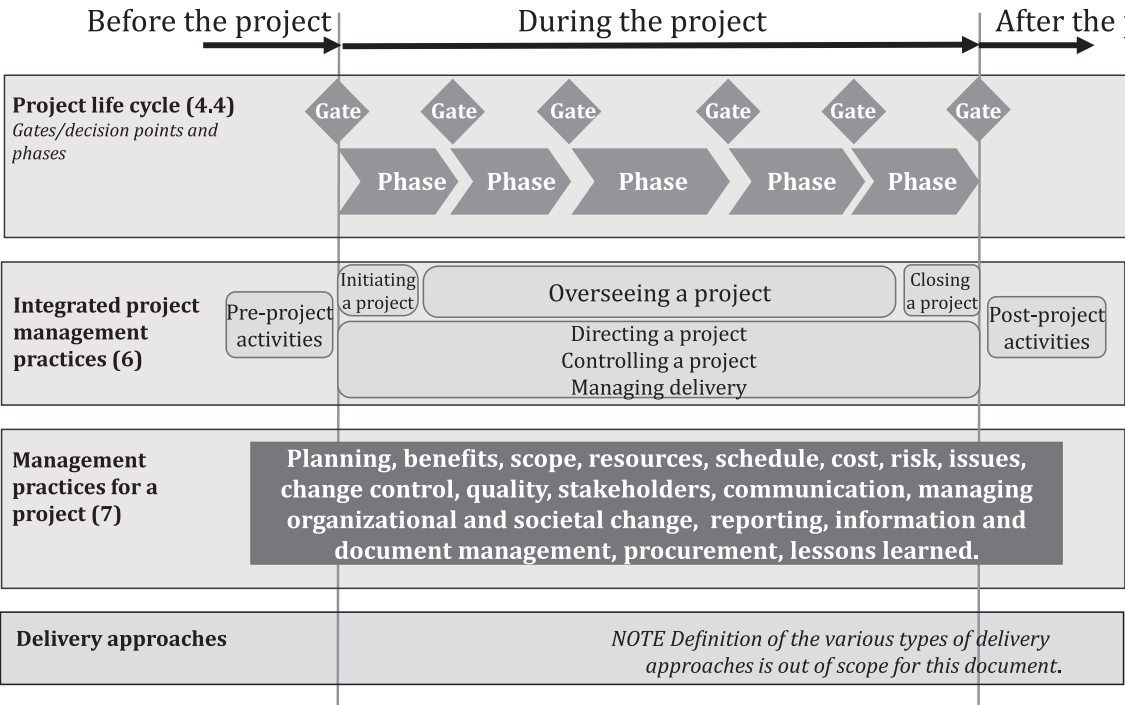 Before the project
During the project
After the
Project life cycle (4.4)
Gates/decision points and
phases
Gate
Gate
Gate
Gate
Gate
Gate
Phase
Phase
Phase
Phase
Phase
Integrated project
management
practices (6)
Pre-project
activities
Initiating
a project
Overseeing a project
Closing
a project
Directing a project
Controlling a project
Managing delivery
Post-project
activities
Management
practices for a
project (7)
Planning, benefits, scope, resources, schedule, cost, risk, issues,
change control, quality, stakeholders, communication, managing
organizational and societal change, reporting, information and
document management, procurement, lessons learned.
Delivery approaches
NOTE Definition of the various types of delivery
approaches is out of scope for this document.